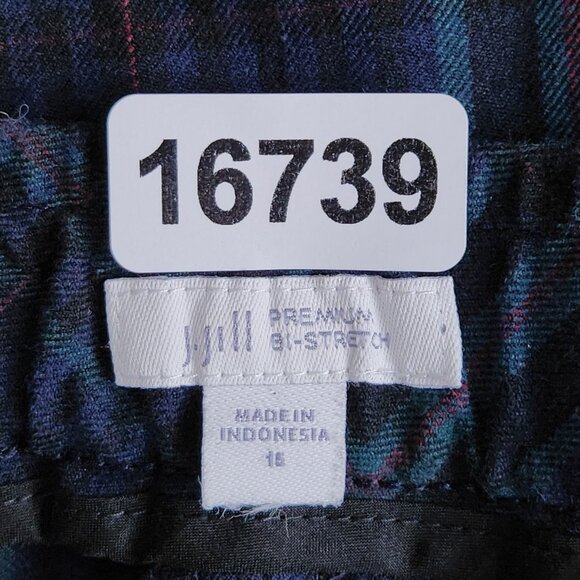 16739
J.Jill PREMIUM
BI-STRETCH
MADE IN
INDONESIA
16